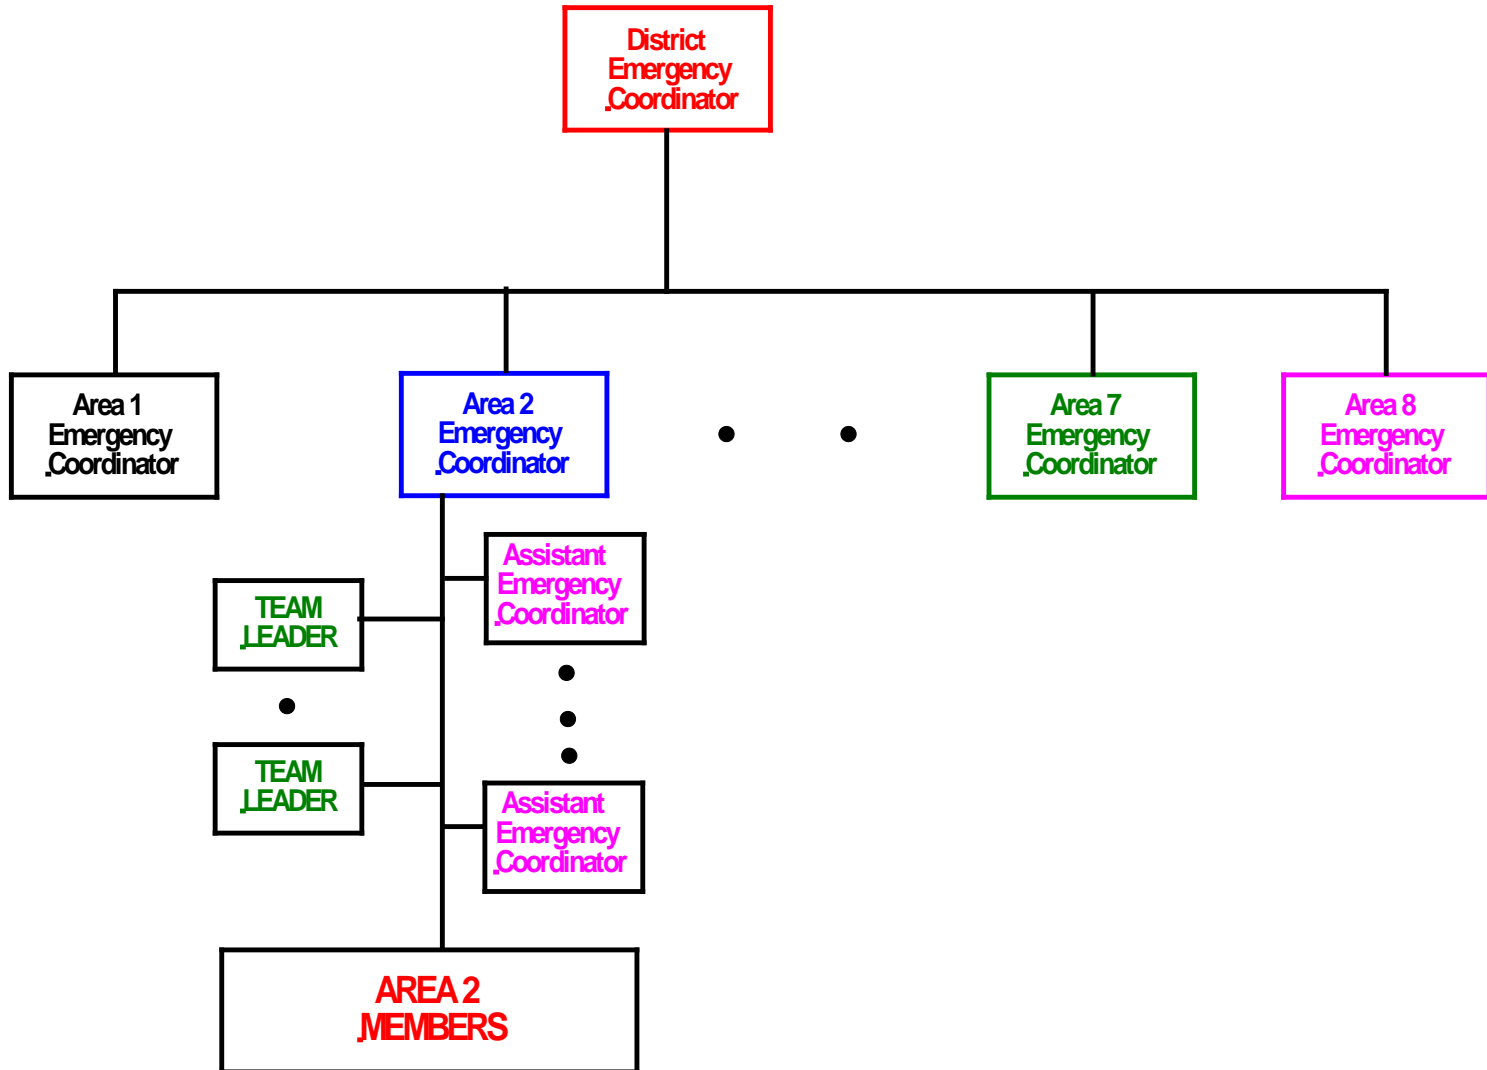 District
Emergency
.Coordinator
Area 1
Emergency
.Coordinator
Area 2
Emergency
.Coordinator
Area 7
Emergency
.Coordinator
Area 8
Emergency
.Coordinator
Assistant
Emergency
.Coordinator
TEAM
.LEADER
TEAM
.LEADER
Assistant
Emergency
.Coordinator
AREA 2
.MEMBERS